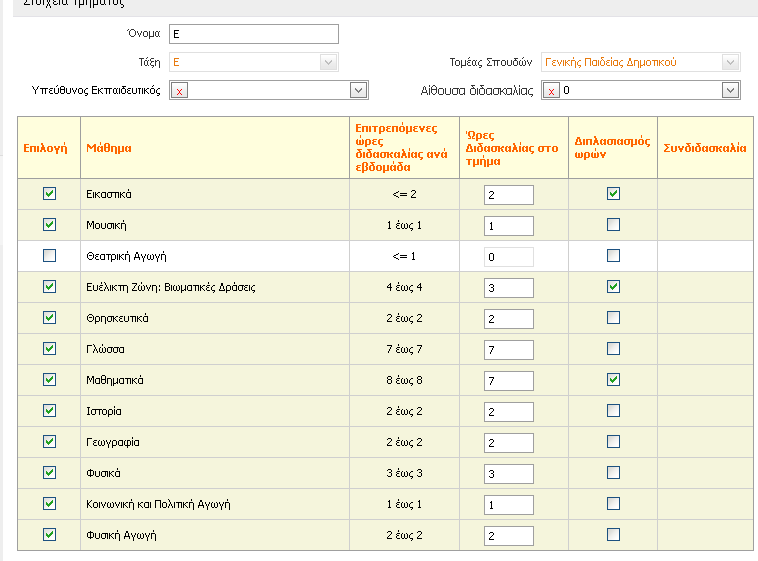 Στοιχεία Τμήματος
Όνομα Ε
Τάξη Ε Τομέας Σπουδών Γενικής Παιδείας Δημοτικού
Υπεύθυνος Εκπαιδευτικός x Αίθουσα διδασκαλίας x 0
Επιλογή Μάθημα Επιτρεπόμενες ώρες διδασκαλίας ανά εβδομάδα Ώρες Διδασκαλίας στο τμήμα Διπλασιασμός ωρών Συνδιδασκαλία
Εικαστικά <= 2 2
Μουσική 1 έως 1 1
Θεατρική Αγωγή <= 1 0
Ευέλικτη Ζώνη: Βιωματικές Δράσεις 4 έως 4 3
Θρησκευτικά 2 έως 2 2
Γλώσσα 7 έως 7 7
Μαθηματικά 8 έως 8 7
Ιστορία 2 έως 2 2
Γεωγραφία 2 έως 2 2
Φυσικά 3 έως 3 3
Κοινωνική και Πολιτική Αγωγή 1 έως 1 1
Φυσική Αγωγή 2 έως 2 2